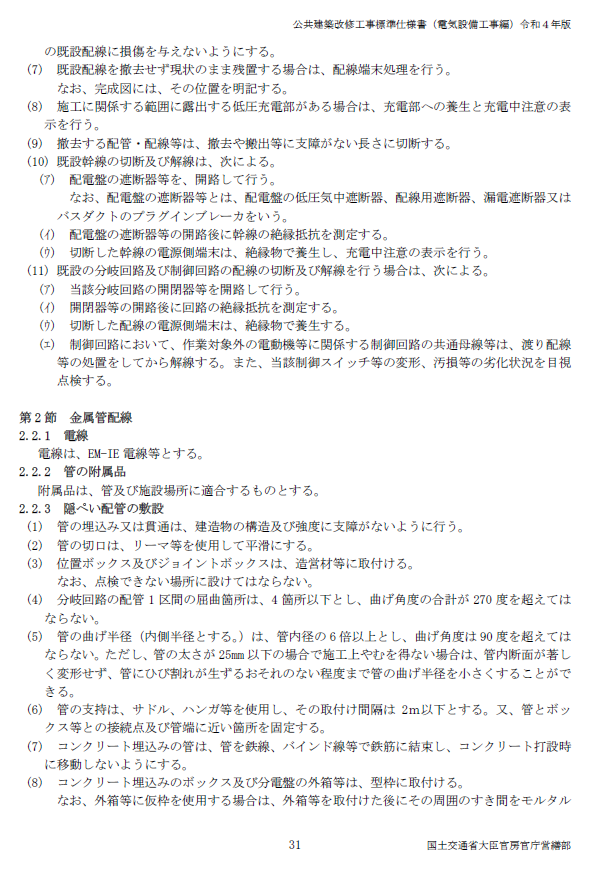 公共建築改修工事標準仕様書（電気設備工事編）令和４年版
の既設配線に損傷を与えないようにする。
(7)　既設配線を撤去せず現状のまま残置する場合は、配線端末処理を行う。
なお、完成図には、その位置を明記する。
(8)　施工に関係する範囲に露出する低圧充電部がある場合は、充電部への養生と充電中注意の表
示を行う。
(9)　撤去する配管・配線等は、撤去や搬出等に支障がない長さに切断する。
(10) 既設幹線の切断及び解線は、次による。
(ｱ)　配電盤の遮断器等を、開路して行う。
なお、配電盤の遮断器等とは、配電盤の低圧気中遮断器、配線用遮断器、漏電遮断器又は
バスダクトのプラグインブレーカをいう。
(ｲ)　配電盤の遮断器等の開路後に幹線の絶縁抵抗を測定する。
(ｳ)　切断した幹線の電源側端末は、絶縁物で養生し、充電中注意の表示を行う。
(11) 既設の分岐回路及び制御回路の配線の切断及び解線を行う場合は、次による。
(ｱ)　当該分岐回路の開閉器等を開路して行う。
(ｲ)　開閉器等の開路後に回路の絶縁抵抗を測定する。
(ｳ)　切断した配線の電源側端末は、絶縁物で養生する。
(ｴ)　制御回路において、作業対象外の電動機等に関係する制御回路の共通母線等は、渡り配線
等の処置をしてから解線する。また、当該制御スイッチ等の変形、汚損等の劣化状況を目視
点検する。
第２節　金属管配線
2.2.1　電線
電線は、EM-IE 電線等とする。
2.2.2　管の附属品
附属品は、管及び施設場所に適合するものとする。
2.2.3　隠ぺい配管の敷設
(1)　管の埋込み又は貫通は、建造物の構造及び強度に支障がないように行う。
(2)　管の切口は、リーマ等を使用して平滑にする。
(3)　位置ボックス及びジョイントボックスは、造営材等に取付ける。
なお、点検できない場所に設けてはならない。
(4)　分岐回路の配管１区間の屈曲箇所は、４箇所以下とし、曲げ角度の合計が 270 度を超えては
ならない。
(5)　管の曲げ半径（内側半径とする。）は、管内径の６倍以上とし、曲げ角度は 90 度を超えては
ならない。ただし、管の太さが 25mm 以下の場合で施工上やむを得ない場合は、管内断面が著し
く変形せず、管にひび割れが生ずるおそれのない程度まで管の曲げ半径を小さくすることがで
きる。
(6)　管の支持は、サドル、ハンガ等を使用し、その取付け間隔は ２ｍ以下とする。又、管とボッ
クス等との接続点及び管端に近い箇所を固定する。
(7)　コンクリート埋込みの管は、管を鉄線、バインド線等で鉄筋に結束し、コンクリート打設時
に移動しないようにする。
(8)　コンクリート埋込みのボックス及び分電盤の外箱等は、型枠に取付ける。
なお、外箱等に仮枠を使用する場合は、外箱等を取付けた後にその周囲のすき間をモルタル
31
国土交通省大臣官房官庁営繕部